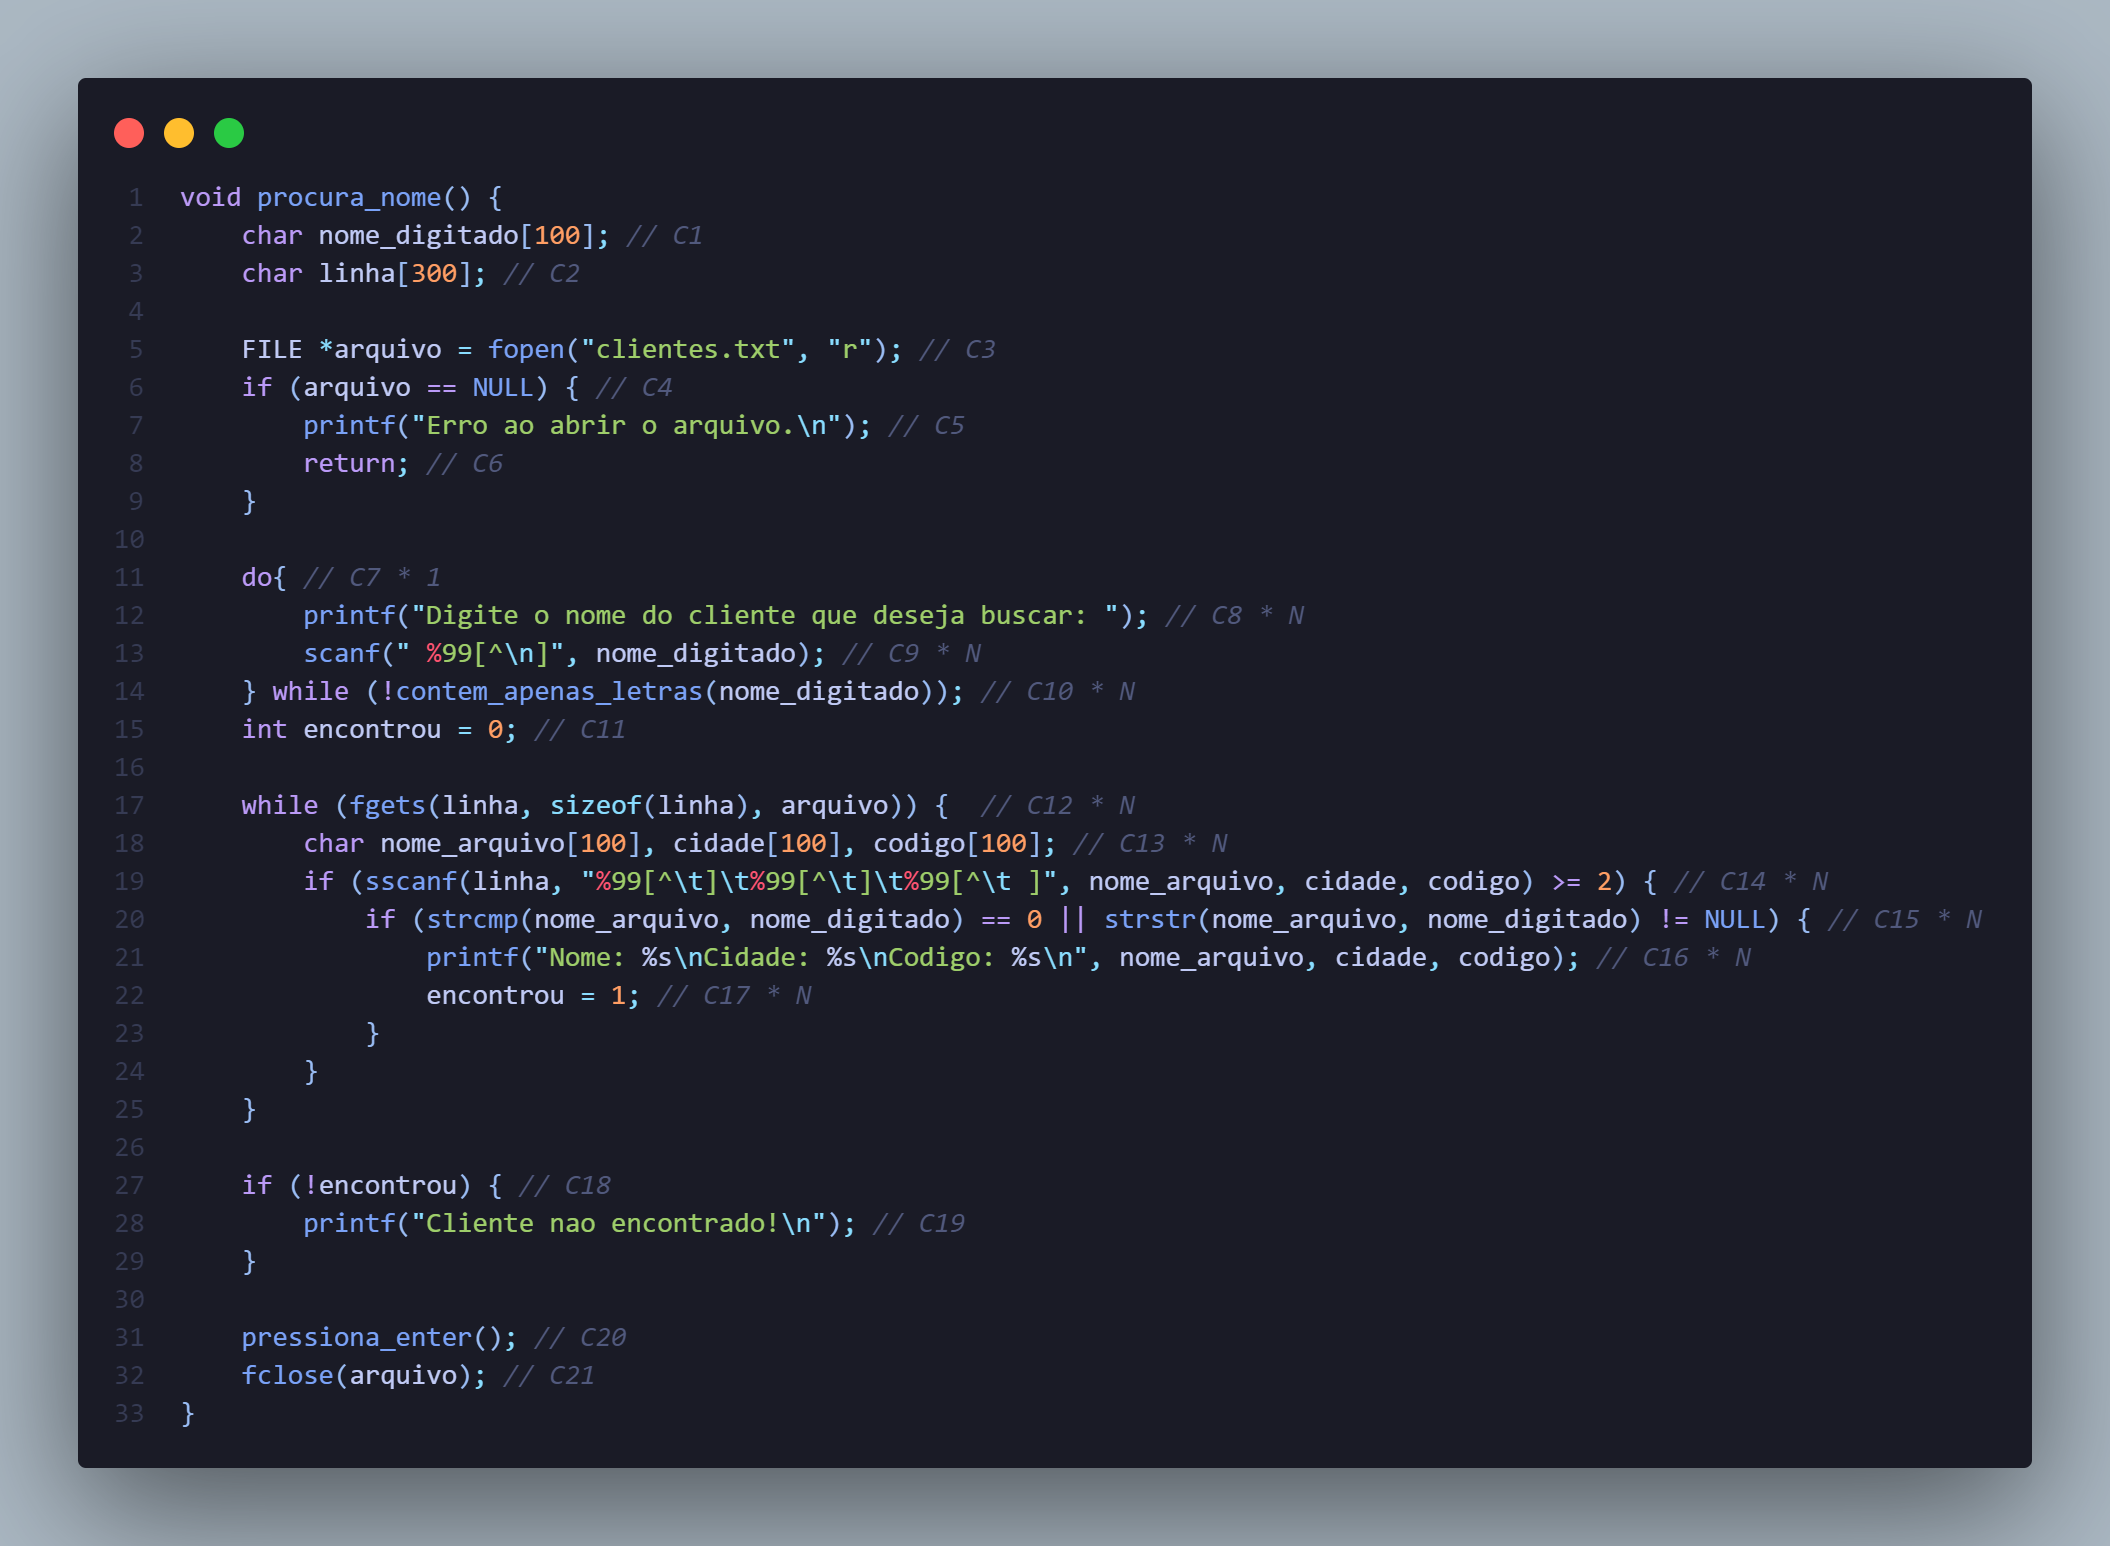 1 void procura_nome() {
2     char nome_digitado[100]; // C1
3     char linha[300]; // C2
4
5     FILE *arquivo = fopen("clientes.txt", "r"); // C3
6     if (arquivo == NULL) { // C4
7         printf("Erro ao abrir o arquivo.\n"); // C5
8         return; // C6
9     }
10
11     do{ // C7 * 1
12         printf("Digite o nome do cliente que deseja buscar: "); // C8 * N
13         scanf(" %99[^\n]", nome_digitado); // C9 * N
14     } while (!contem_apenas_letras(nome_digitado)); // C10 * N
15     int encontrou = 0; // C11
16
17     while (fgets(linha, sizeof(linha), arquivo)) {  // C12 * N
18         char nome_arquivo[100], cidade[100], codigo[100]; // C13 * N
19         if (sscanf(linha, "%99[^\t]\t%99[^\t]\t%99[^\t ]", nome_arquivo, cidade, codigo) >= 2) { // C14 * N
20             if (strcmp(nome_arquivo, nome_digitado) == 0 || strstr(nome_arquivo, nome_digitado) != NULL) { // C15 * N
21                 printf("Nome: %s\nCidade: %s\nCodigo: %s\n", nome_arquivo, cidade, codigo); // C16 * N
22                 encontrou = 1; // C17 * N
23             }
24         }
25     }
26
27     if (!encontrou) { // C18
28         printf("Cliente nao encontrado!\n"); // C19
29     }
30
31     pressiona_enter(); // C20
32     fclose(arquivo); // C21
33 }